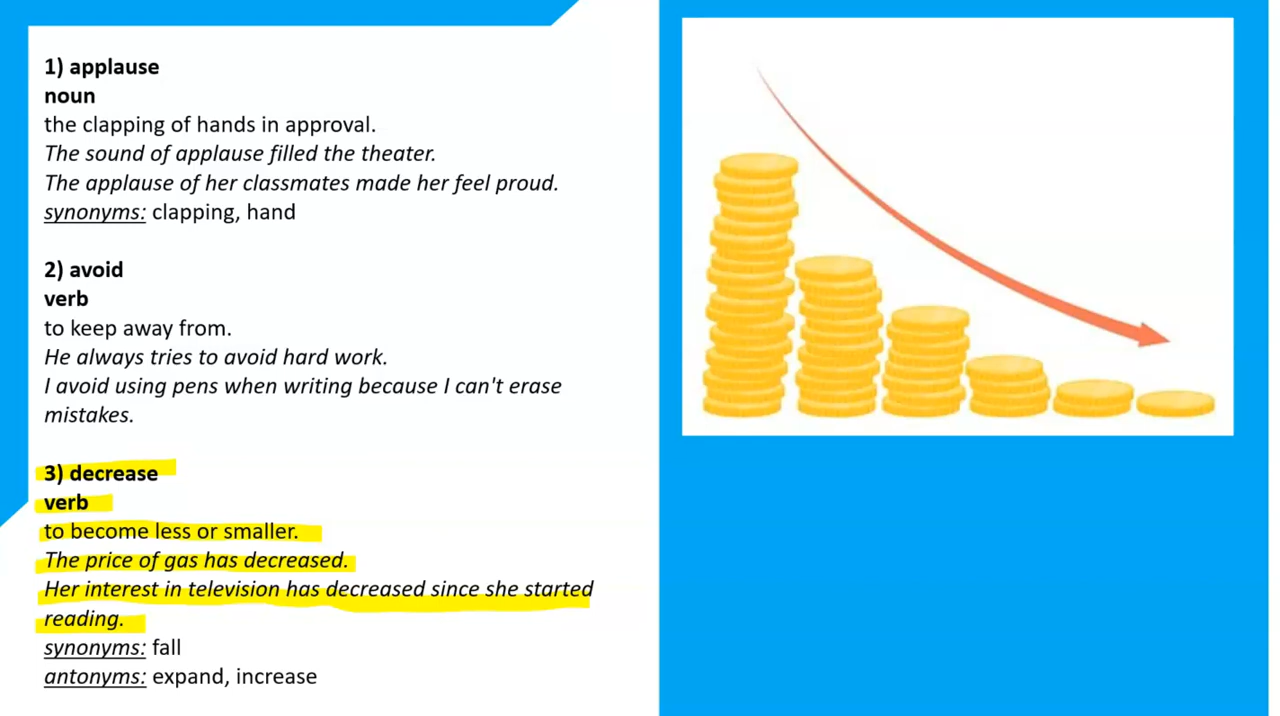 1) applause
noun
the clapping of hands in approval.
The sound of applause filled the theater.
The applause of her classmates made her feel proud.
synonyms: clapping, hand
2) avoid
verb
to keep away from.
He always tries to avoid hard work.
I avoid using pens when writing because I can't erase
mistakes.
3) decrease
verb
to become less or smaller.
The price of gas has decreased.
Her interest in television has decreased since she started
reading.
synonyms: fall
antonyms: expand, increase